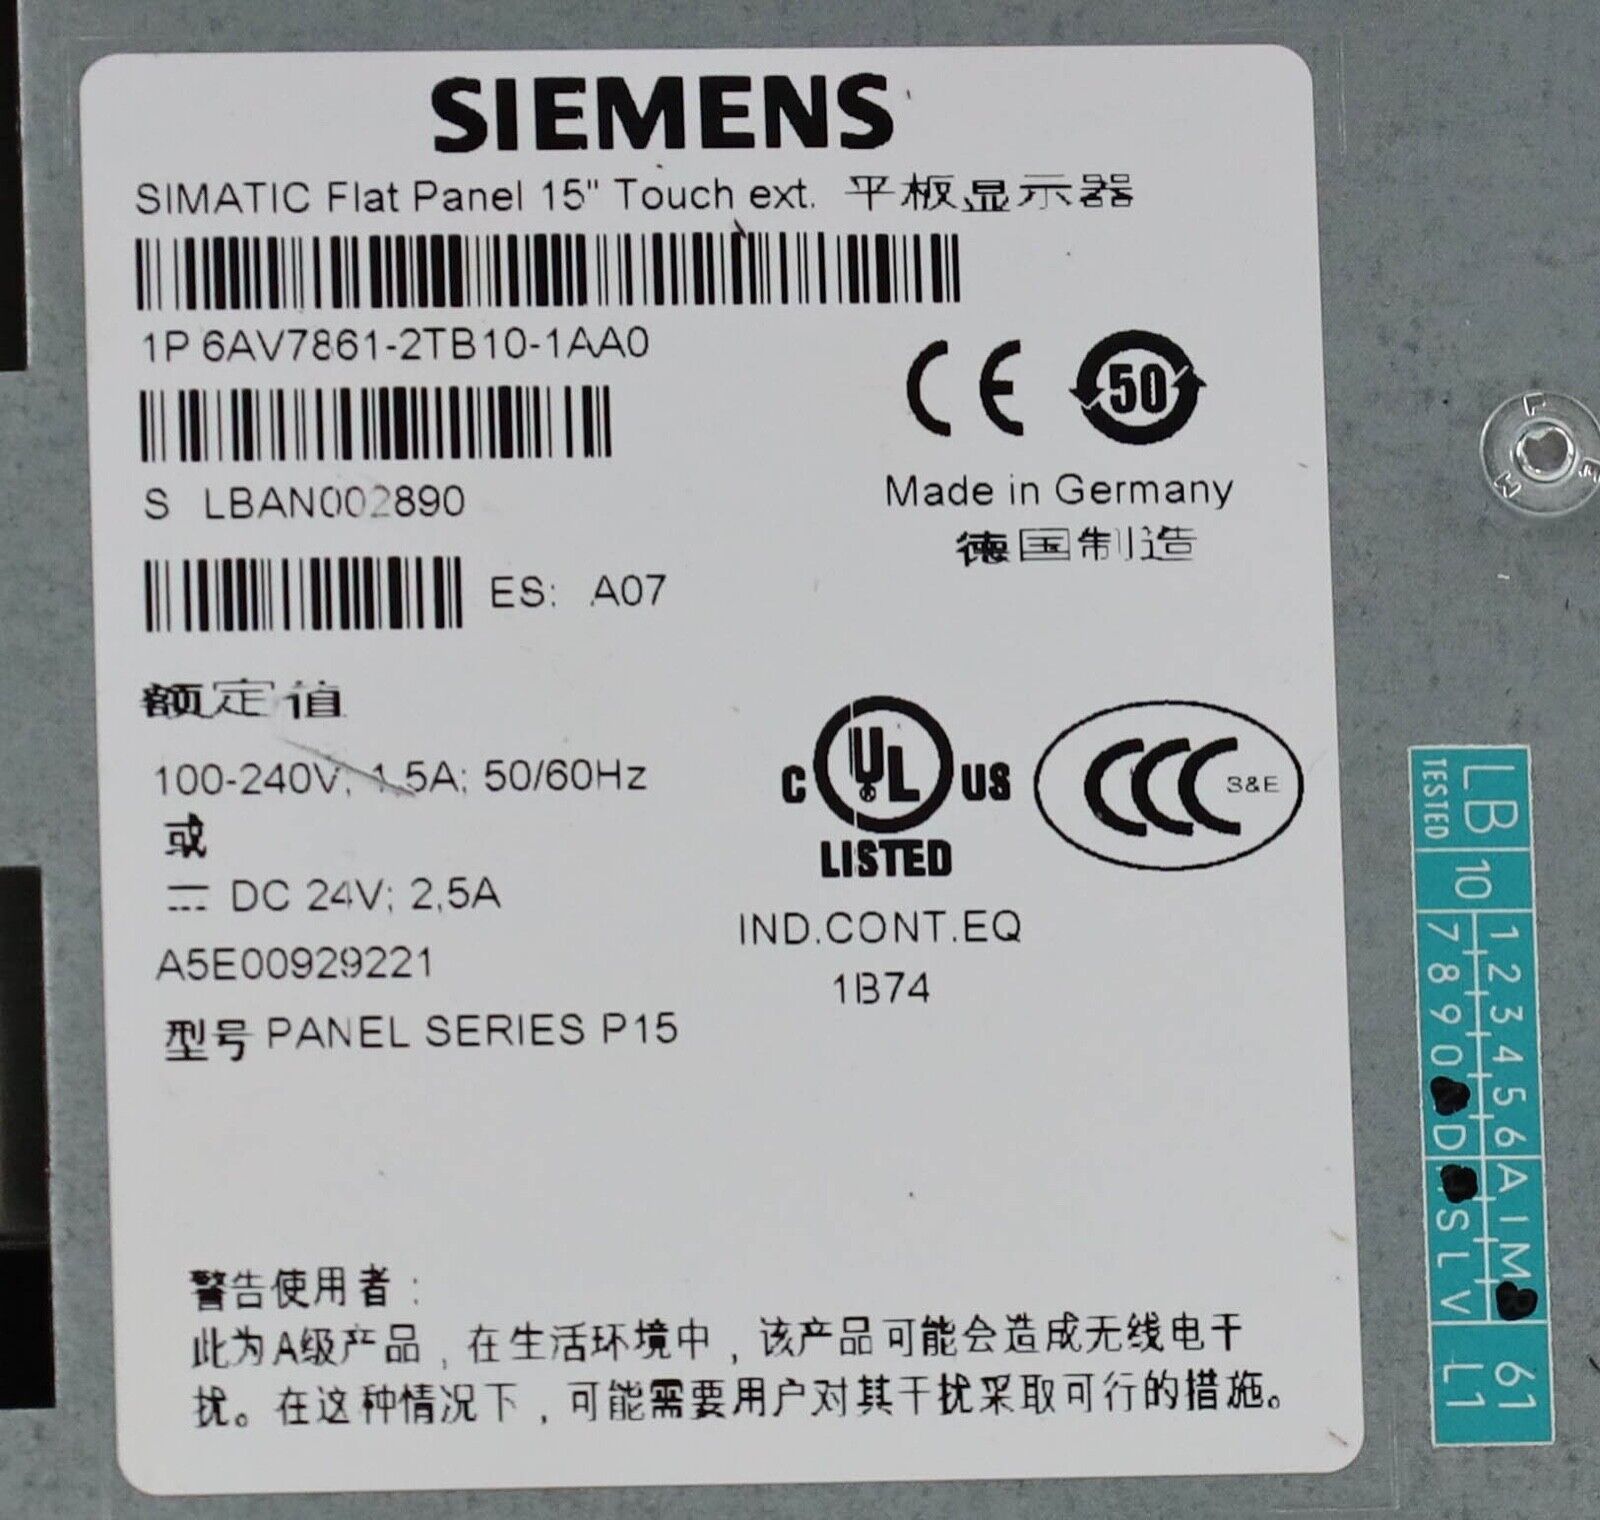 SIEMENS
SIMATIC Flat Panel 15" Touch ext. 平板显示器
1P 6AV7861-2TB10-1AA0
50
Made in Germany
德国制造
S LBAN002890
ES: A07
额定值
100-240V; 1,5A; 50/60Hz
或
DC 24V; 2,5A
A5E00929221
型号 PANEL SERIES P15
C UL US
LISTED
IND.CONT.EQ
1B74
CCC S&E
警告使用者:
此为A级产品,在生活环境中,该产品可能会造成无线电干
扰。在这种情况下,可能需要用户对其干扰采取可行的措施。
LB 10 1 2 3 4 5 6 A I M 61
TESTED 7 8 9 0 D S L V L1